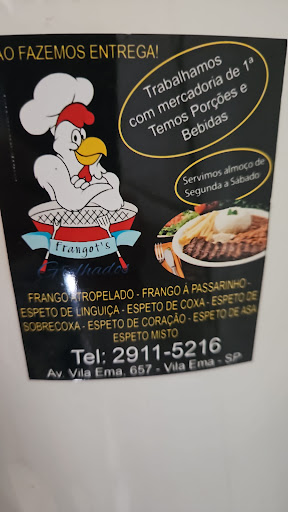 ÃO FAZEMOS ENTREGA!
Trabalhamos
com mercadoria de 1ª
Temos Porções e
Bebidas
Servimos almoço de
Segunda a Sábado
Frangot's
Grelhados
FRANGO ATROPELADO - FRANGO Á PASSARINHO -
ESPETO DE LINGUIÇA - ESPETO DE COXA - ESPETO DE
SOBRECOXA - ESPETO DE CORAÇÃO - ESPETO DE ASA
ESPETO MISTO
Tel: 2911-5216
Av. Vila Ema, 657 - Vila Ema - SP